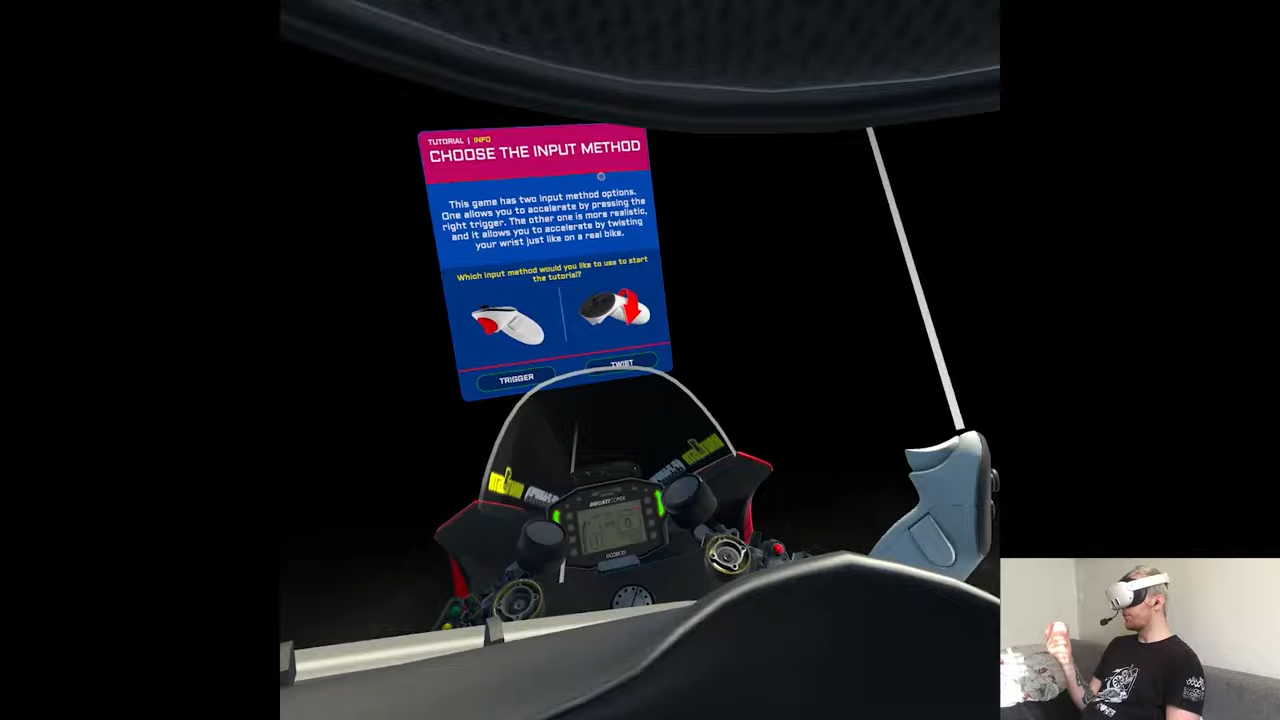 TUTORIAL | INFO
CHOOSE THE INPUT METHOD
This game has two input method options.
One allows you to accelerate by pressing the
right trigger. The other one is more realistic,
and it allows you to accelerate by twisting
your wrist just like on a real bike.
Which input method would you like to use to start
the tutorial?
TRIGGER
TWIST
DUCATI CORSE
0